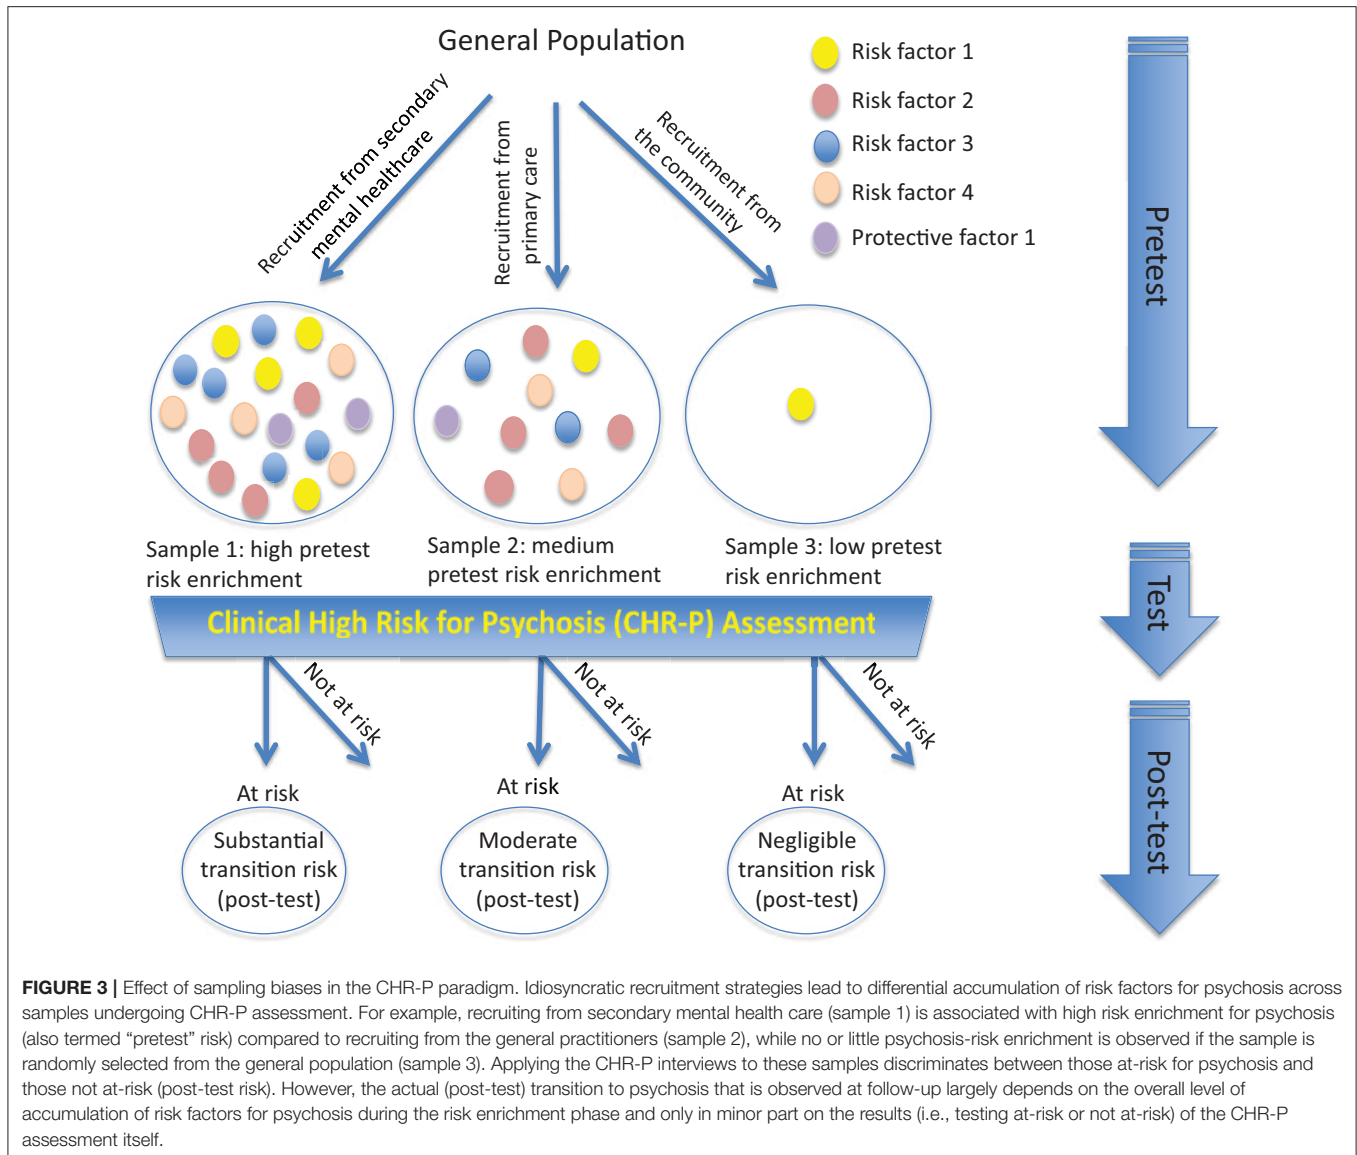 General Population
Risk factor 1
Risk factor 2
Risk factor 3
Risk factor 4
Protective factor 1
Recruitment from secondary
mental healthcare
Recruitment from
primary care
Recruitment from
the community
Pretest
Sample 1: high pretest
risk enrichment
Sample 2: medium
pretest risk enrichment
Sample 3: low pretest
risk enrichment
Clinical High Risk for Psychosis (CHR-P) Assessment
Test
Not at risk
Not at risk
Not at risk
At risk
At risk
At risk
Substantial
transition risk
(post-test)
Moderate
transition risk
(post-test)
Negligible
transition risk
(post-test)
Post-test
FIGURE 3 | Effect of sampling biases in the CHR-P paradigm. Idiosyncratic recruitment strategies lead to differential accumulation of risk factors for psychosis across
samples undergoing CHR-P assessment. For example, recruiting from secondary mental health care (sample 1) is associated with high risk enrichment for psychosis
(also termed “pretest” risk) compared to recruiting from the general practitioners (sample 2), while no or little psychosis-risk enrichment is observed if the sample is
randomly selected from the general population (sample 3). Applying the CHR-P interviews to these samples discriminates between those at-risk for psychosis and
those not at-risk (post-test risk). However, the actual (post-test) transition to psychosis that is observed at follow-up largely depends on the overall level of
accumulation of risk factors for psychosis during the risk enrichment phase and only in minor part on the results (i.e., testing at-risk or not at-risk) of the CHR-P
assessment itself.